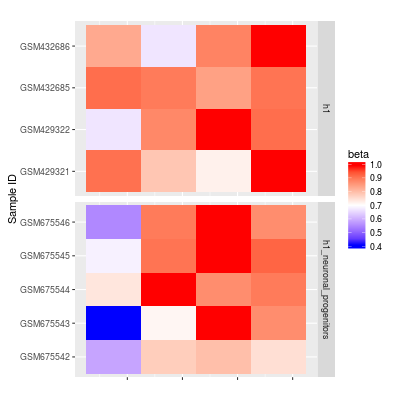 GSM432686
GSM432685
GSM429322
GSM429321
h1
GSM675546
GSM675545
GSM675544
GSM675543
GSM675542
h1_neuronal_progenitors
Sample ID
beta
1.0
0.9
0.8
0.7
0.6
0.5
0.4